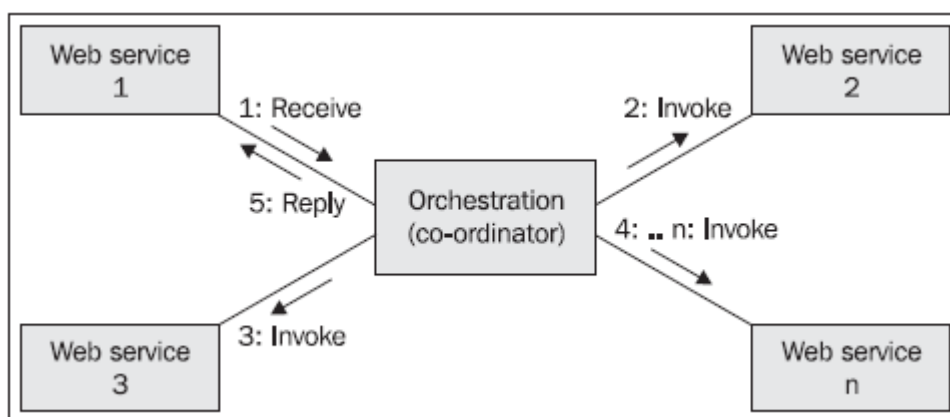 Web service
1
1: Receive
5: Reply
Orchestration
(co-ordinator)
2: Invoke
Web service
2
4: .. n: Invoke
3: Invoke
Web service
3
Web service
n